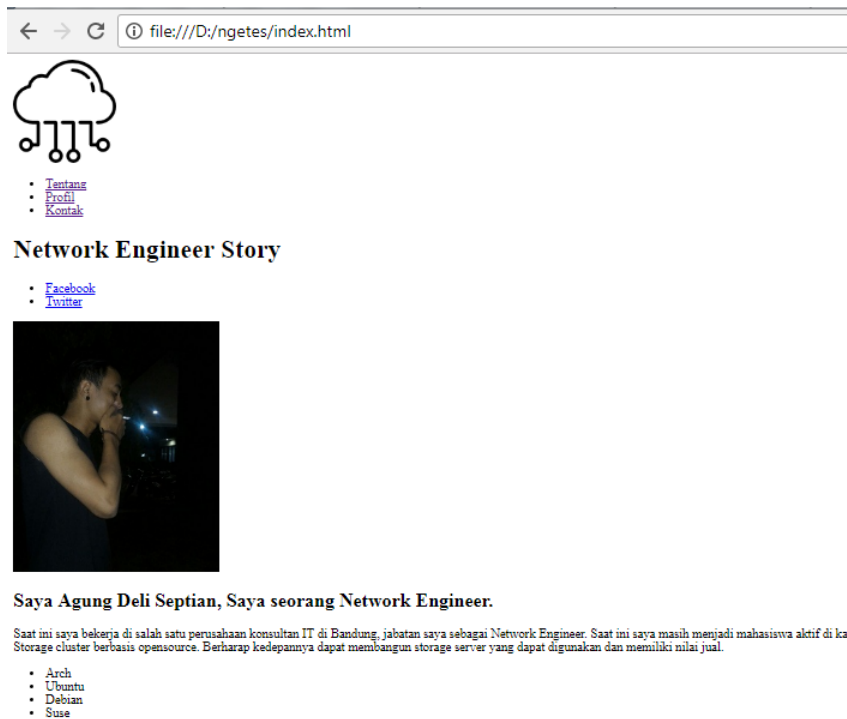 file:///D:/ngetes/index.html
Tentang
Profil
Kontak
Network Engineer Story
Facebook
Twitter
Saya Agung Deli Septian, Saya seorang Network Engineer.
Saat ini saya bekerja di salah satu perusahaan konsultan IT di Bandung, jabatan saya sebagai Network Engineer. Saat ini saya masih menjadi mahasiswa aktif di ka
Storage cluster berbasis opensource. Berharap kedepannya dapat membangun storage server yang dapat digunakan dan memiliki nilai jual.
Arch
Ubuntu
Debian
Suse